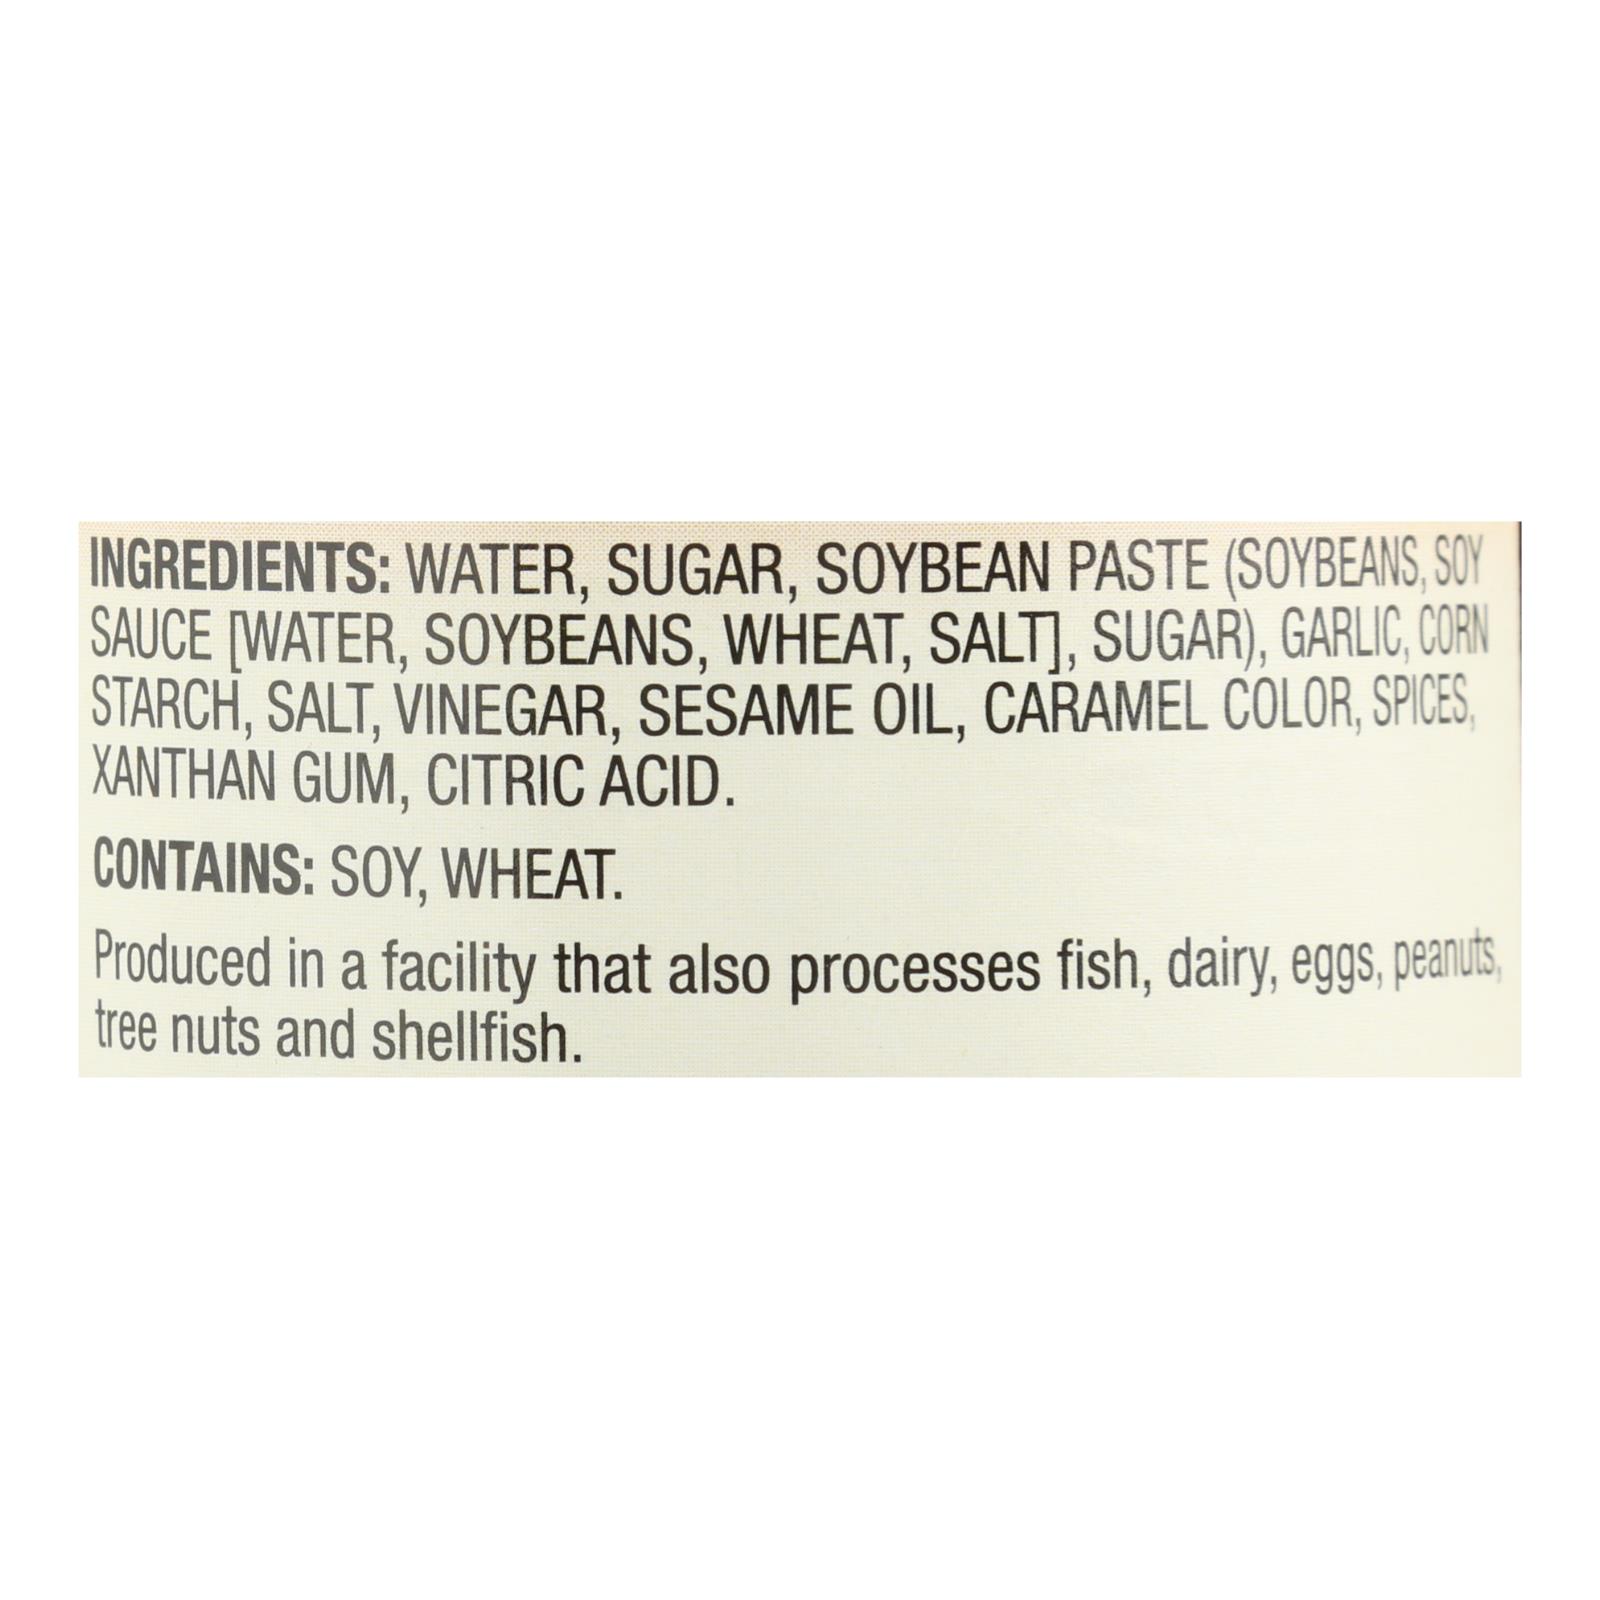 INGREDIENTS: WATER, SUGAR, SOYBEAN PASTE (SOYBEANS, SOY
SAUCE [WATER, SOYBEANS, WHEAT, SALT], SUGAR), GARLIC, CORN
STARCH, SALT, VINEGAR, SESAME OIL, CARAMEL COLOR, SPICES,
XANTHAN GUM, CITRIC ACID.
CONTAINS: SOY, WHEAT.
Produced in a facility that also processes fish, dairy, eggs, peanuts,
tree nuts and shellfish.